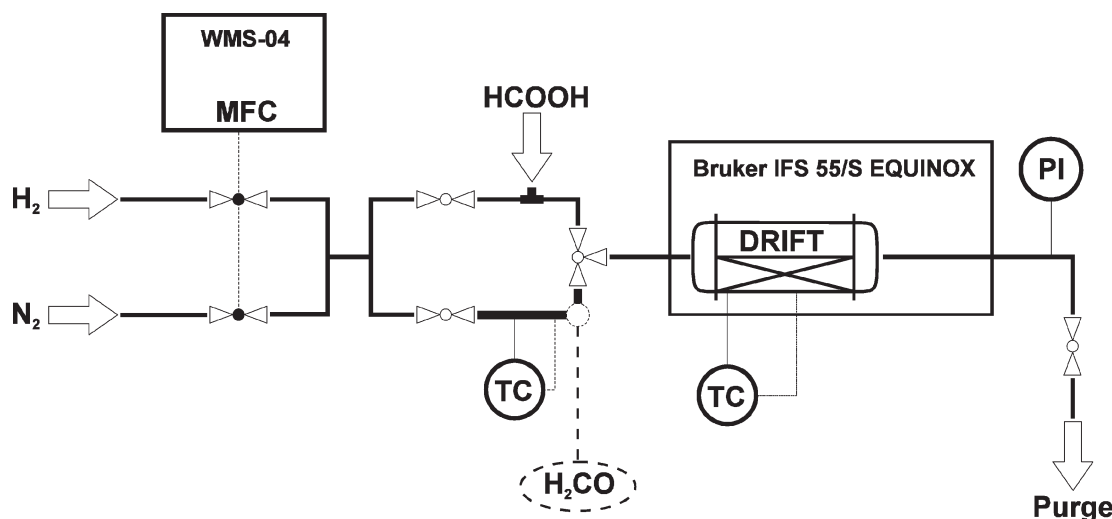 WMS-04
MFC
HCOOH
H₂
N₂
Bruker IFS 55/S EQUINOX
DRIFT
PI
TC
TC
H₂CO
Purge